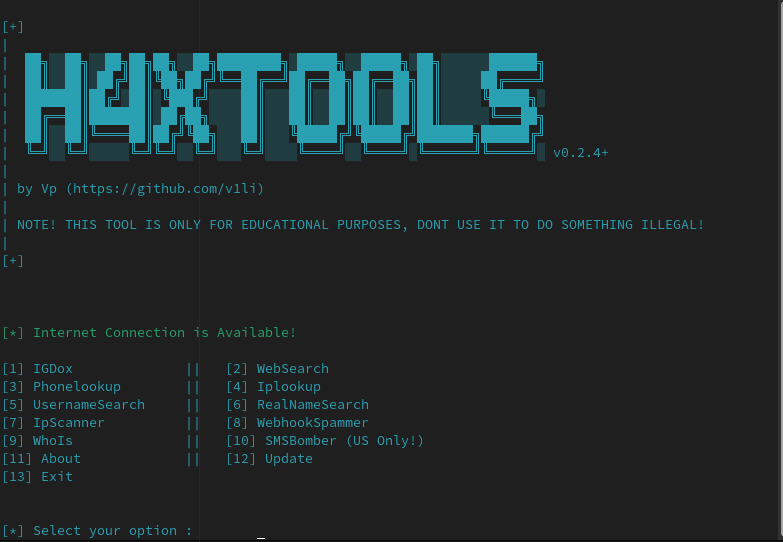 [+]
H4X-TOOLS
v0.2.4+
by Vp (https://github.com/v1li)
NOTE! THIS TOOL IS ONLY FOR EDUCATIONAL PURPOSES, DONT USE IT TO DO SOMETHING ILLEGAL!
[+]
[*] Internet Connection is Available!
[1] IGDox || [2] WebSearch
[3] Phonelookup || [4] Iplookup
[5] UsernameSearch || [6] RealNameSearch
[7] IpScanner || [8] WebhookSpammer
[9] WhoIs || [10] SMSBomber (US Only!)
[11] About || [12] Update
[13] Exit
[*] Select your option :